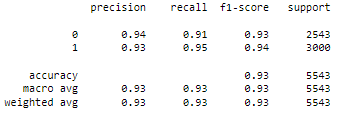 precision recall f1-score support
0 0.94 0.91 0.93 2543
1 0.93 0.95 0.94 3000
accuracy 0.93 5543
macro avg 0.93 0.93 0.93 5543
weighted avg 0.93 0.93 0.93 5543